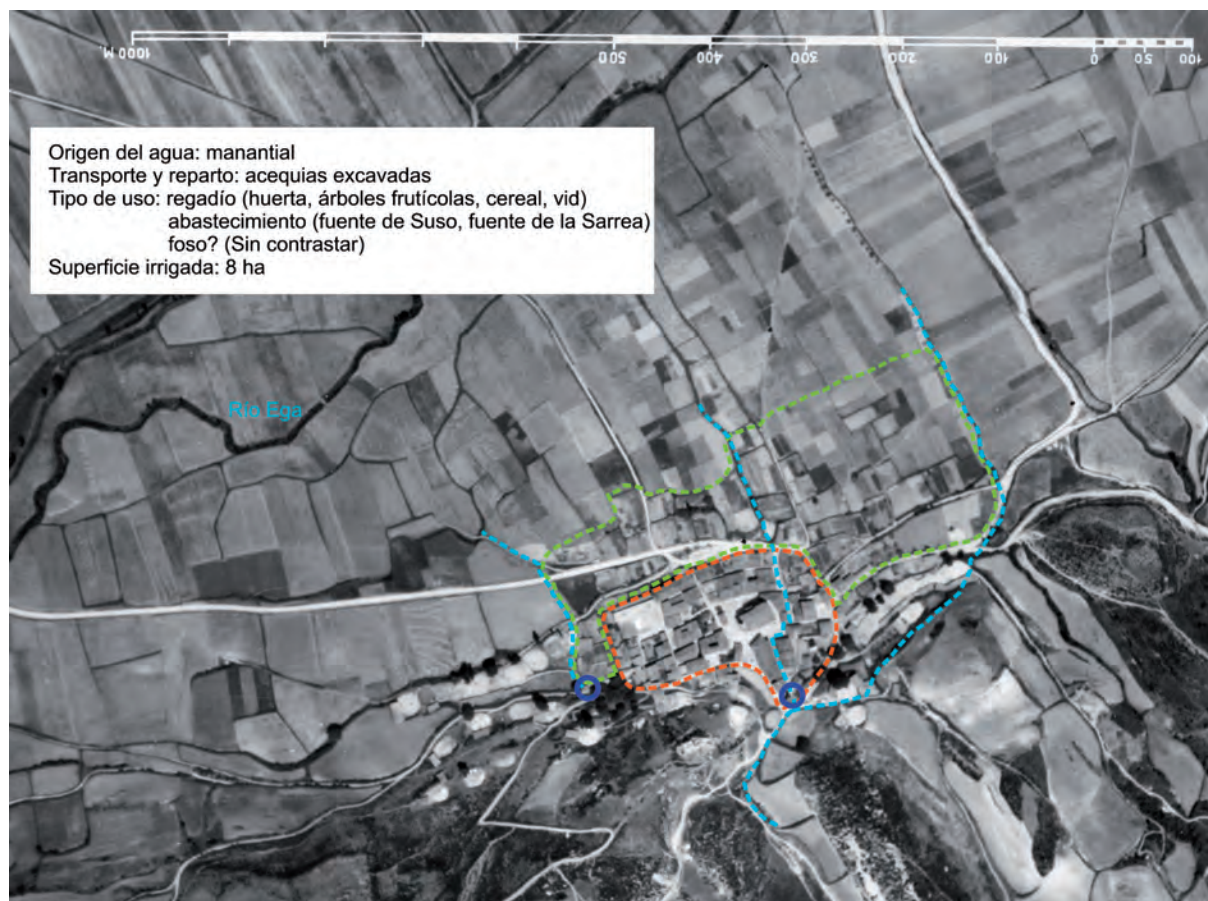 1000 M.
500
400
300
200
100
0
50
100
Origen del agua: manantial
Transporte y reparto: acequias excavadas
Tipo de uso: regadío (huerta, árboles frutícolas, cereal, vid)
abastecimiento (fuente de Suso, fuente de la Sarrea)
foso? (Sin contrastar)
Superficie irrigada: 8 ha
Río Ega